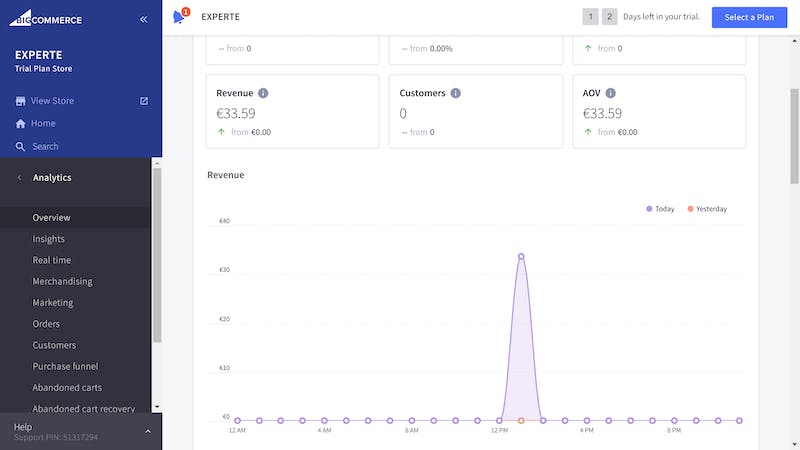 BIGCOMMERCE
«
1
EXPERTE
1 2 Days left in your trial.
Select a Plan
EXPERTE
Trial Plan Store
View Store
Home
Search
Analytics
Overview
Insights
Real time
Merchandising
Marketing
Orders
Customers
Purchase funnel
Abandoned carts
Abandoned cart recovery
Help
Support PIN: 51317294
-- from 0
-- from 0.00%
from 0
Revenue
€33.59
from €0.00
Customers
0
-- from 0
AOV
€33.59
from €0.00
Revenue
Today
Yesterday
€40
€30
€20
€10
€0
12 AM 4 AM 8 AM 12 PM 4 PM 8 PM